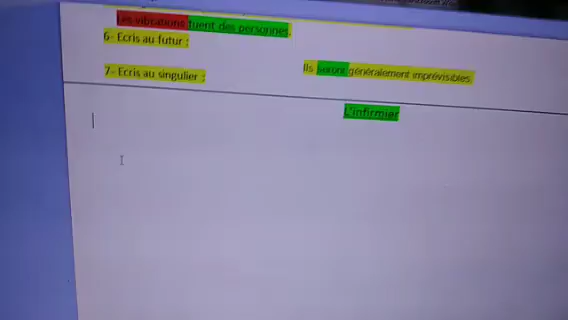 Les vibrations tuent des personnes.
6- Ecris au futur :
7- Ecris au singulier :
Ils seront généralement imprévisibles.
L'infirmier